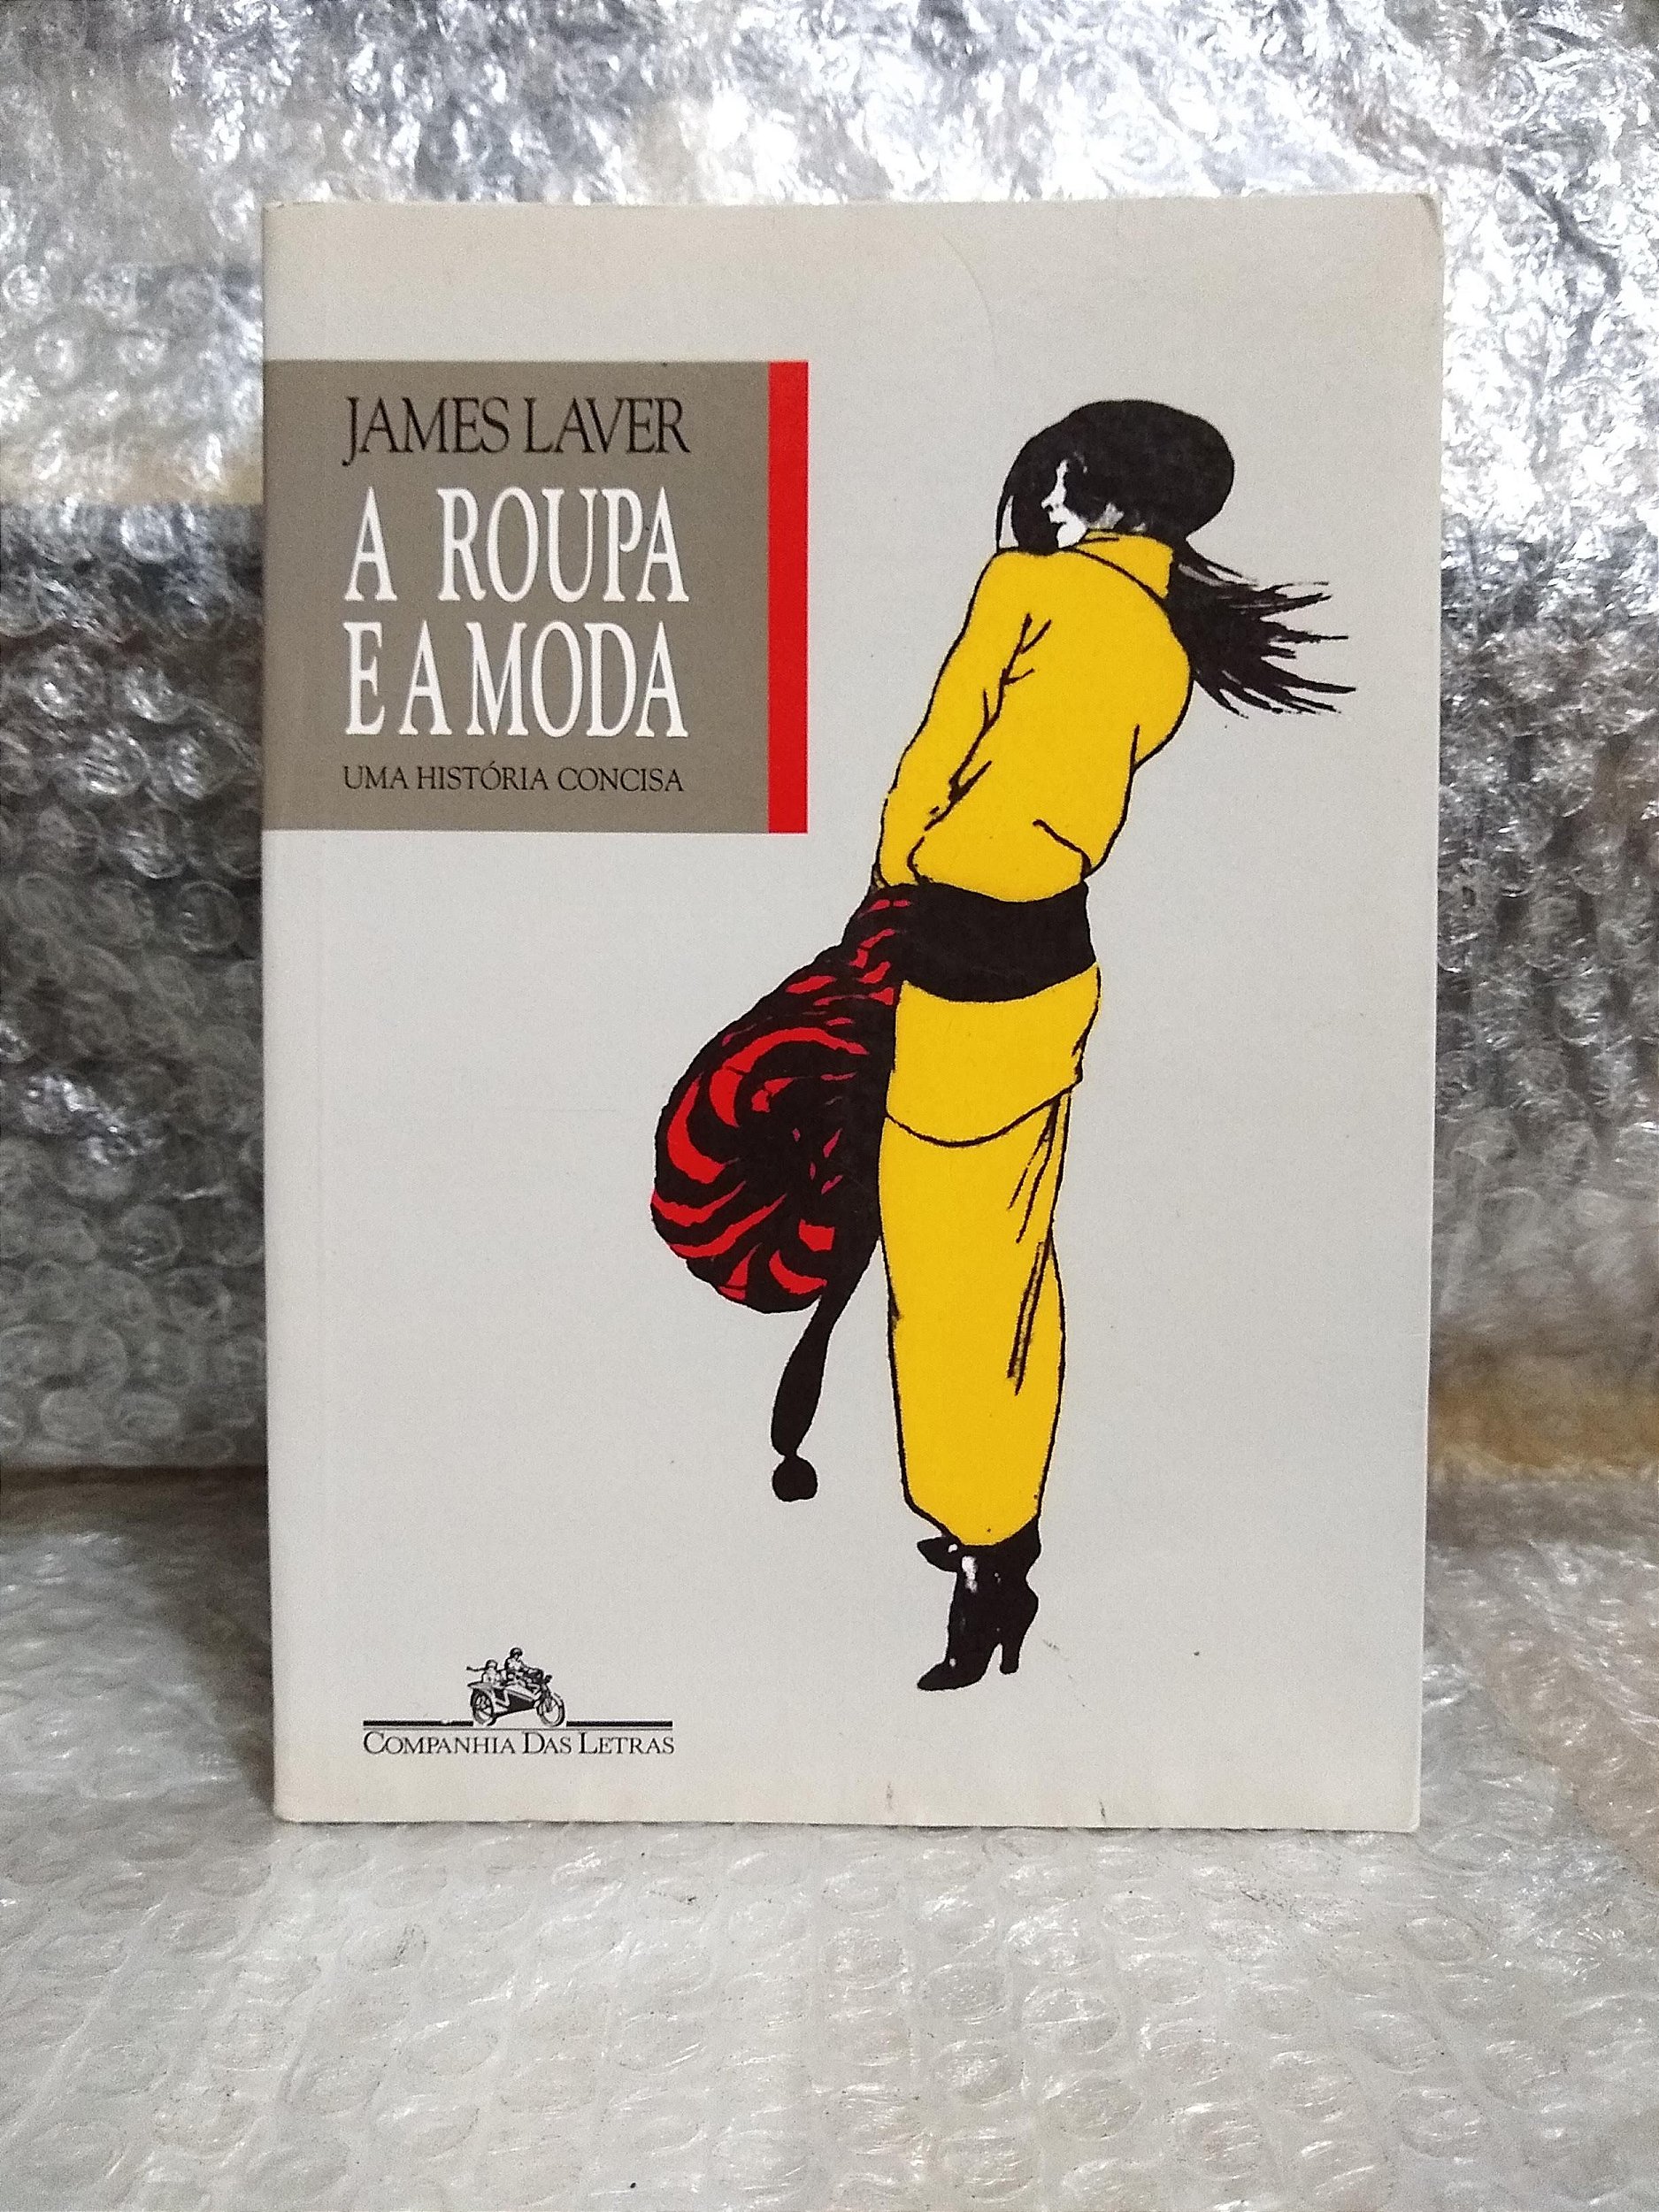 JAMES LAVER
A ROUPA
E A MODA
UMA HISTÓRIA CONCISA
COMPANHIA DAS LETRAS